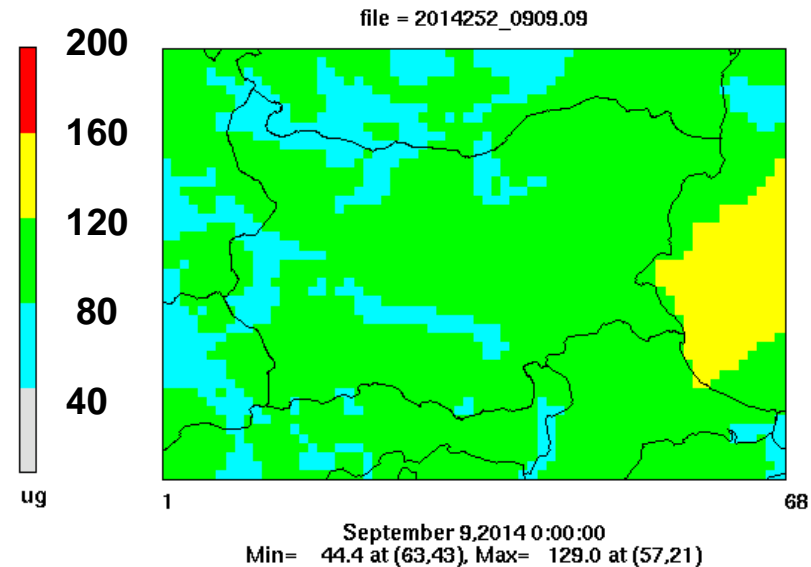 file = 2014252_0909.09
200
160
120
80
40
ug
1
68
September 9,2014 0:00:00
Min= 44.4 at (63,43), Max= 129.0 at (57,21)